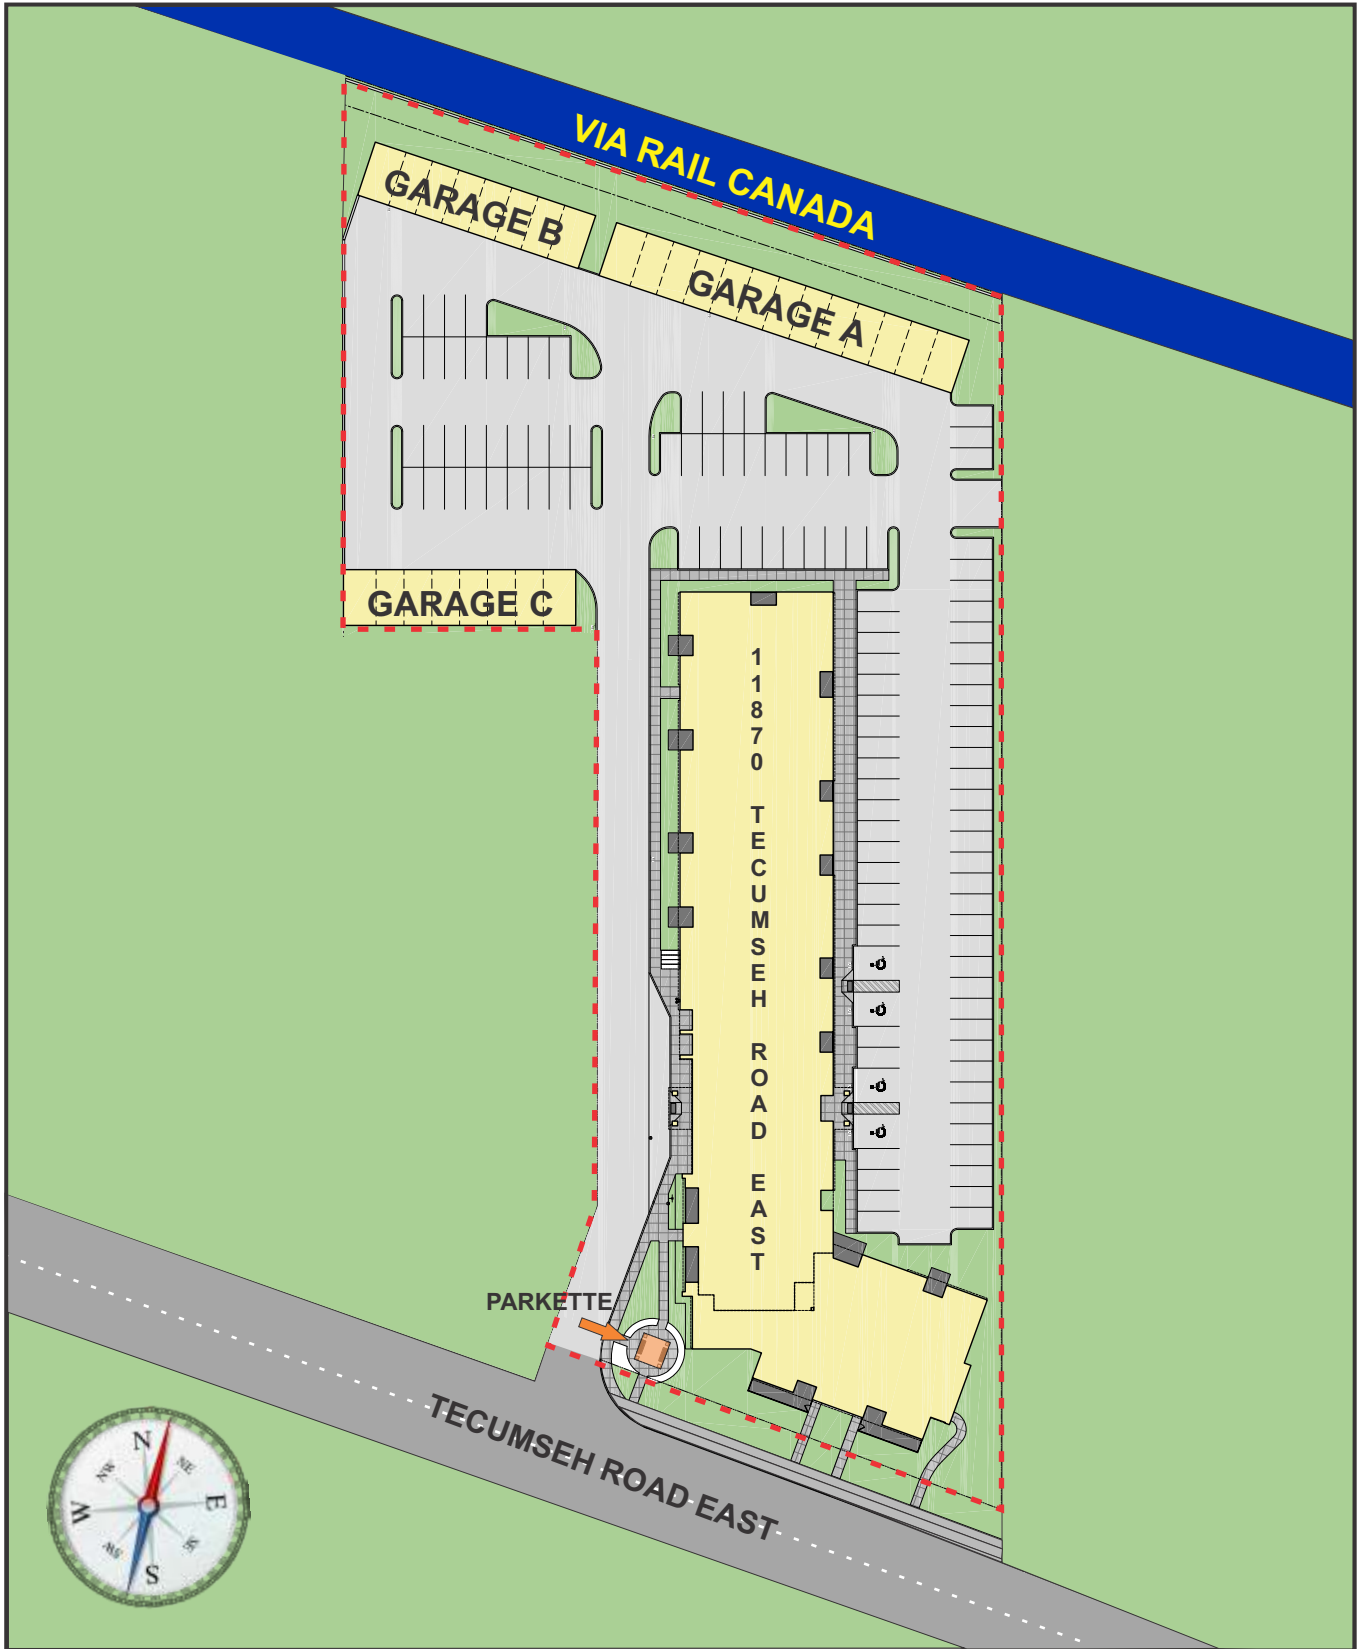 VIA RAIL CANADA
GARAGE B
GARAGE A
GARAGE C
11870 TECUMSEH ROAD EAST
PARKETTE
TECUMSEH ROAD EAST
N
NW
NE
W
E
SW
SE
S